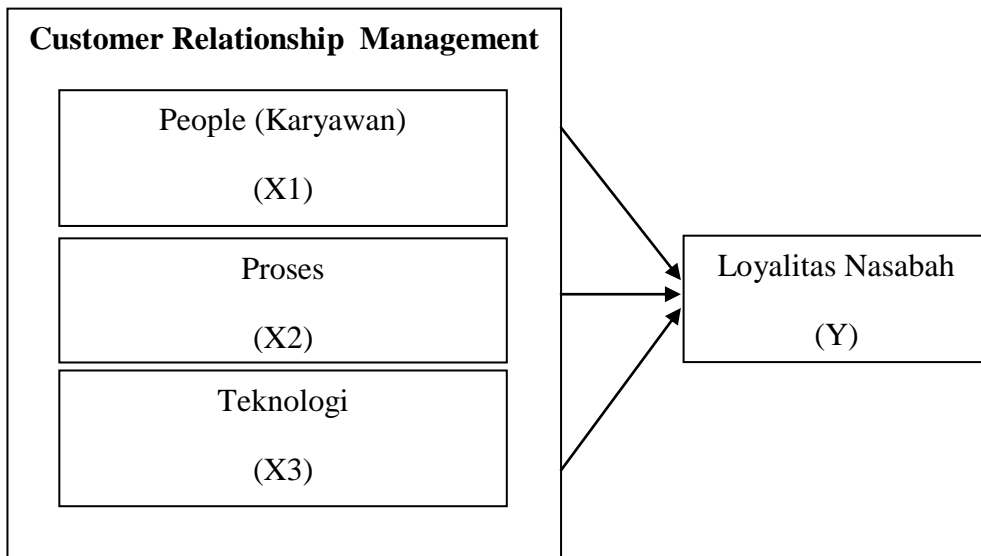 Customer Relationship Management
People (Karyawan)
(X1)
Proses
(X2)
Teknologi
(X3)
Loyalitas Nasabah
(Y)